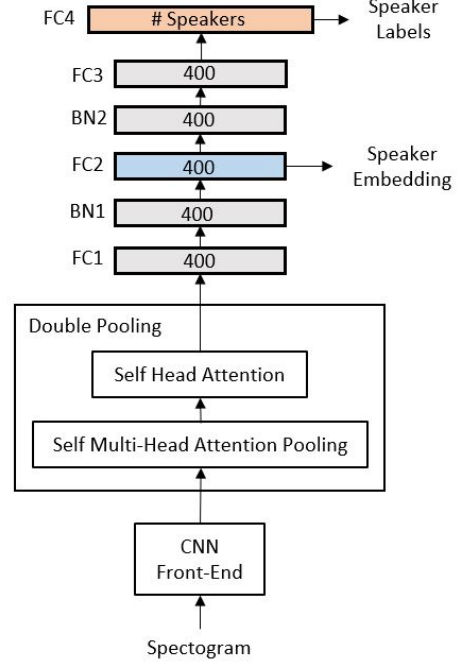 FC4 # Speakers Speaker
Labels
FC3 400
BN2 400
FC2 400 Speaker
Embedding
BN1 400
FC1 400
Double Pooling
Self Head Attention
Self Multi-Head Attention Pooling
CNN
Front-End
Spectogram